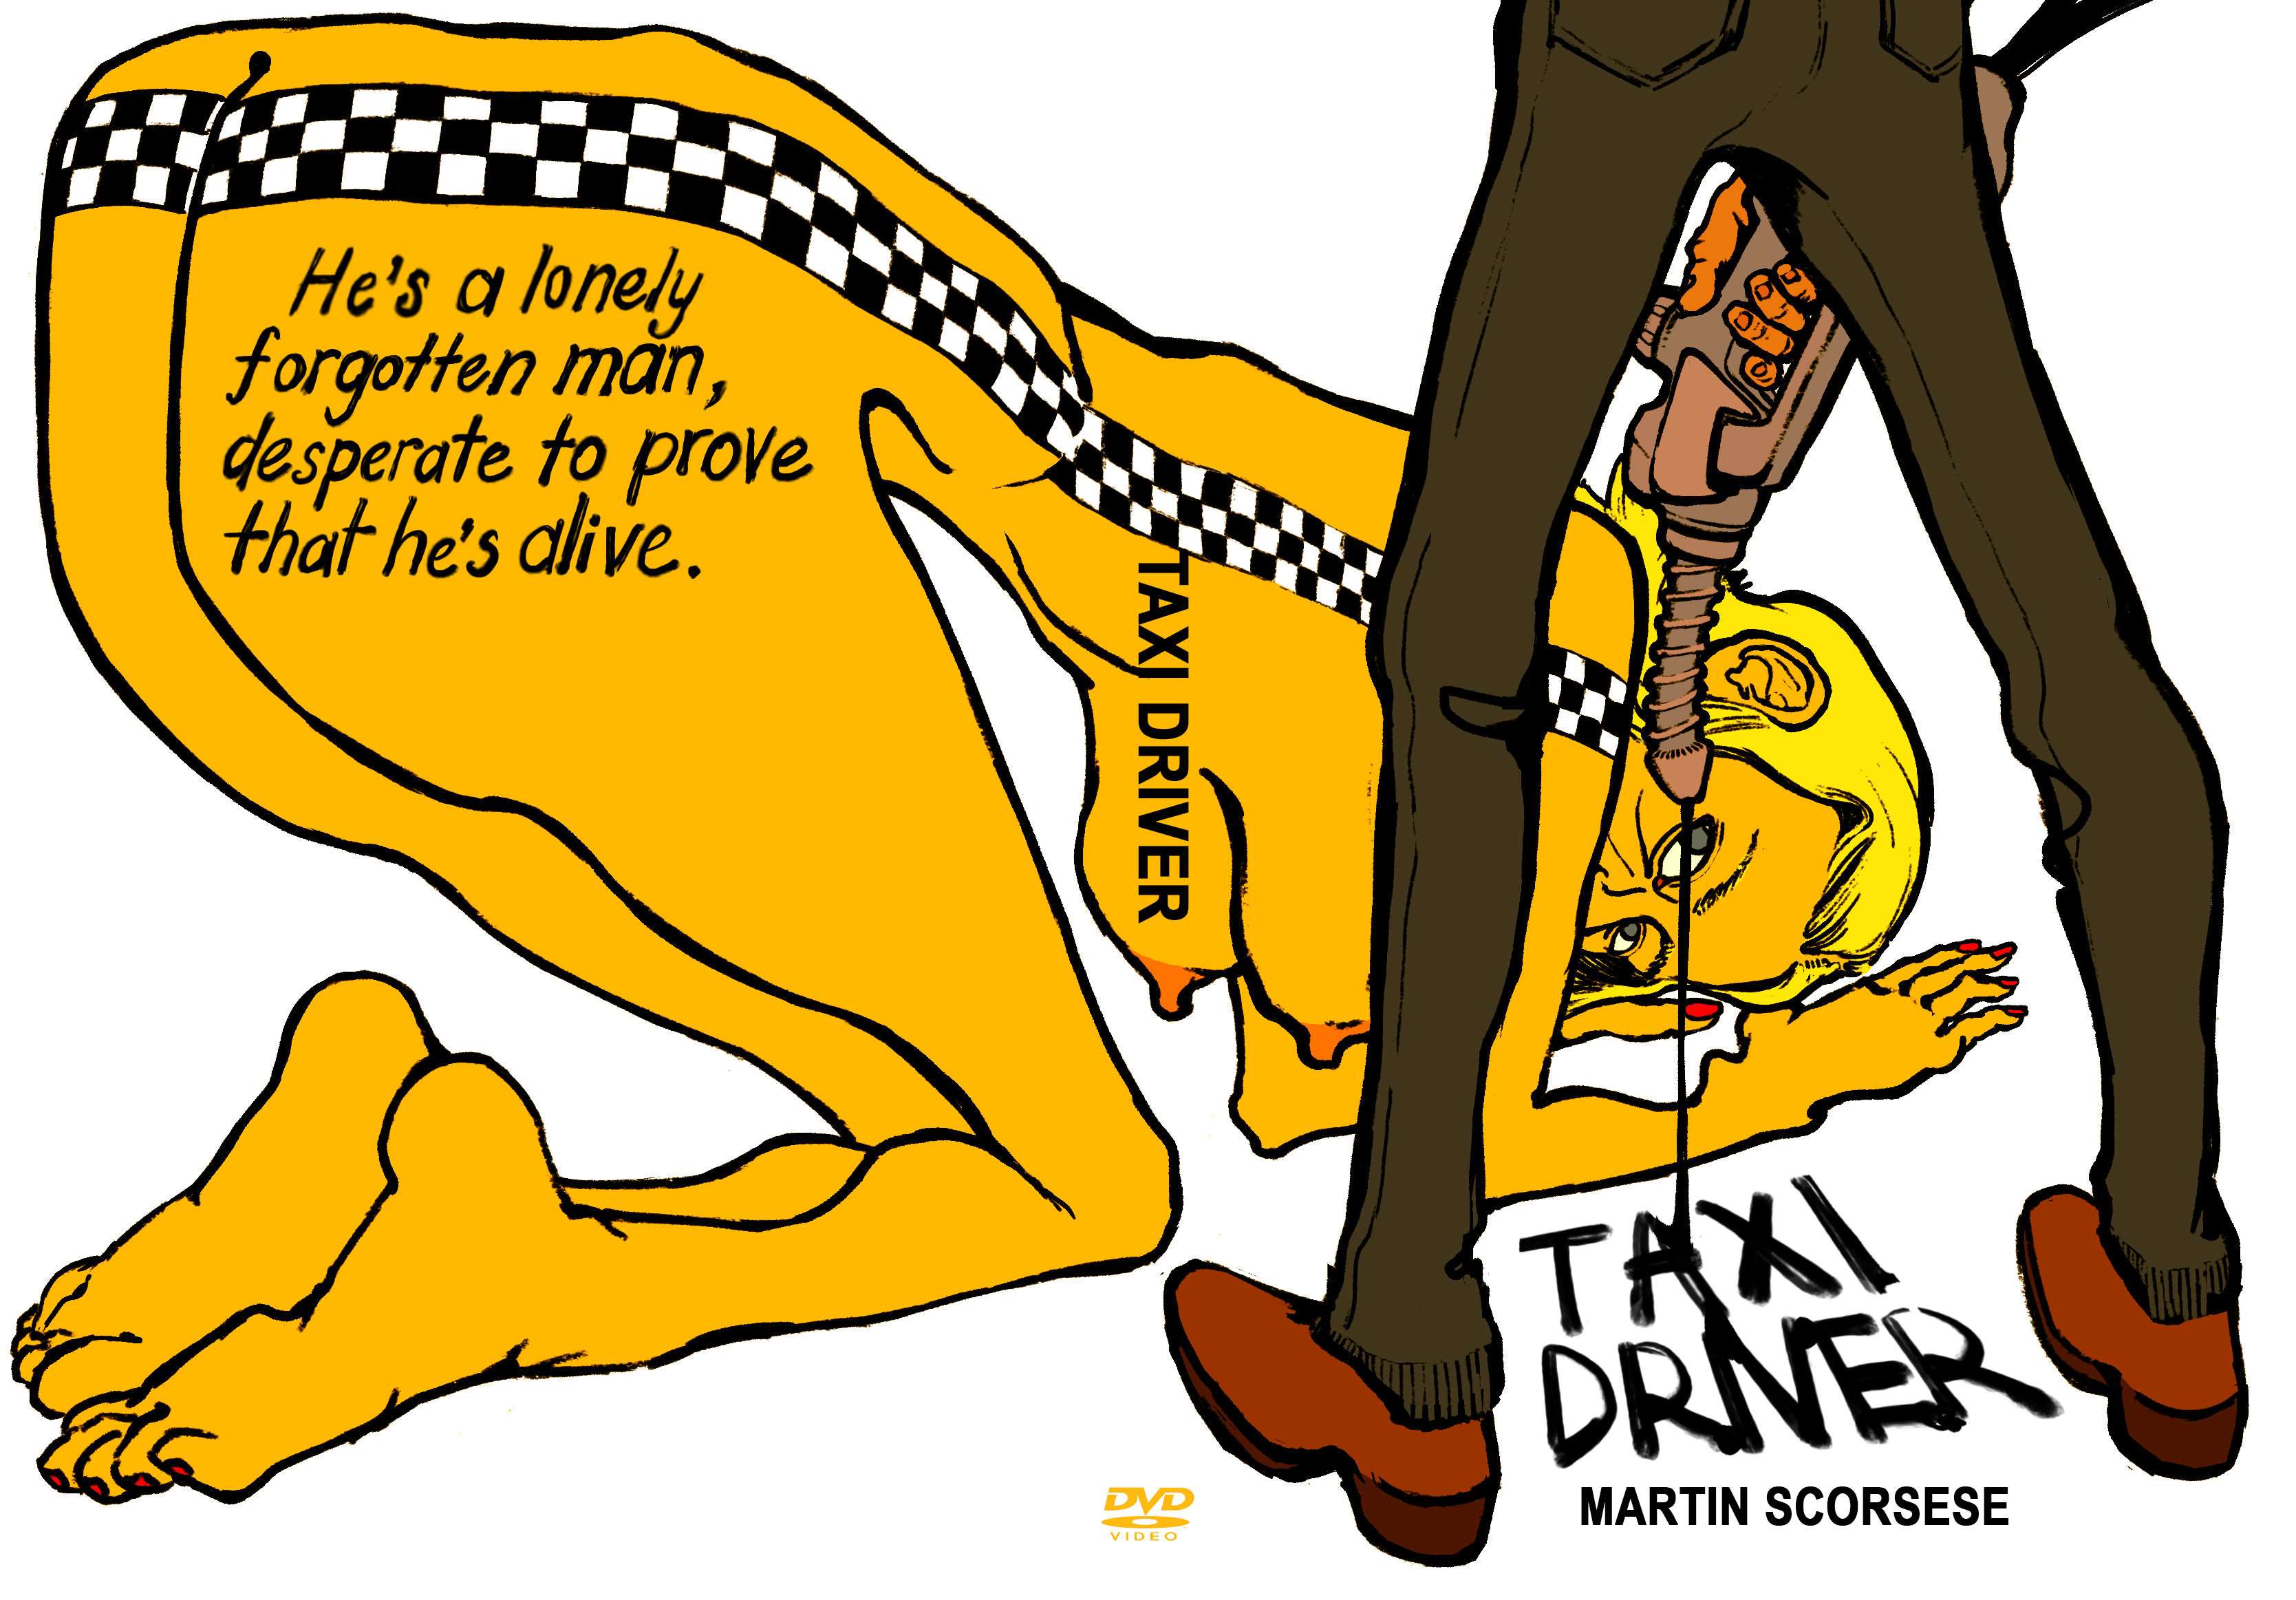 He's a lonely
forgotten man,
desperate to prove
that he's alive.
TAXI DRIVER
DVD
VIDEO
TAXI
DRIVER
MARTIN SCORSESE